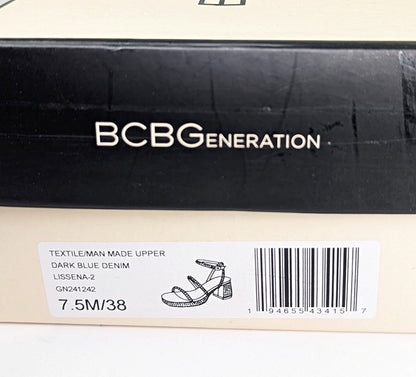 BCBGENERATION
TEXTILE/MAN MADE UPPER
DARK BLUE DENIM
LISSENA-2
GN241242
7.5M/38
1 94655 43415 7